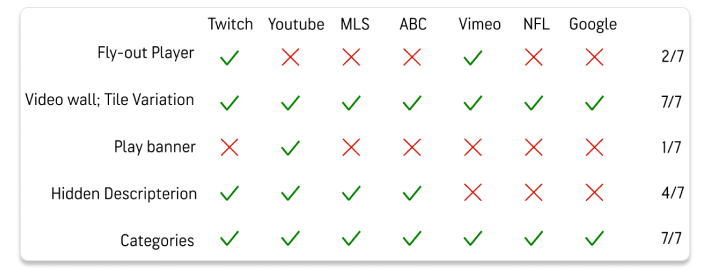 Twitch Youtube MLS ABC Vimeo NFL Google
Fly-out Player 2/7
Video wall; Tile Variation 7/7
Play banner 1/7
Hidden Descripterion 4/7
Categories 7/7